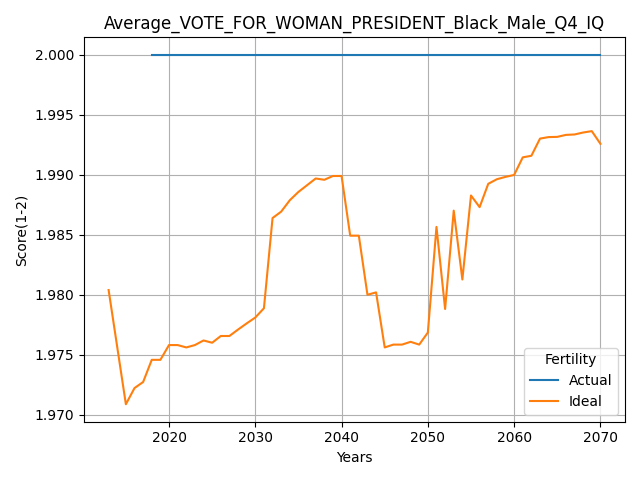 Average_VOTE_FOR_WOMAN_PRESIDENT_Black_Male_Q4_IQ
2.000
1.995
1.990
1.985
1.980
1.975
1.970
Score(1-2)
Fertility
Actual
Ideal
2020 2030 2040 2050 2060 2070
Years